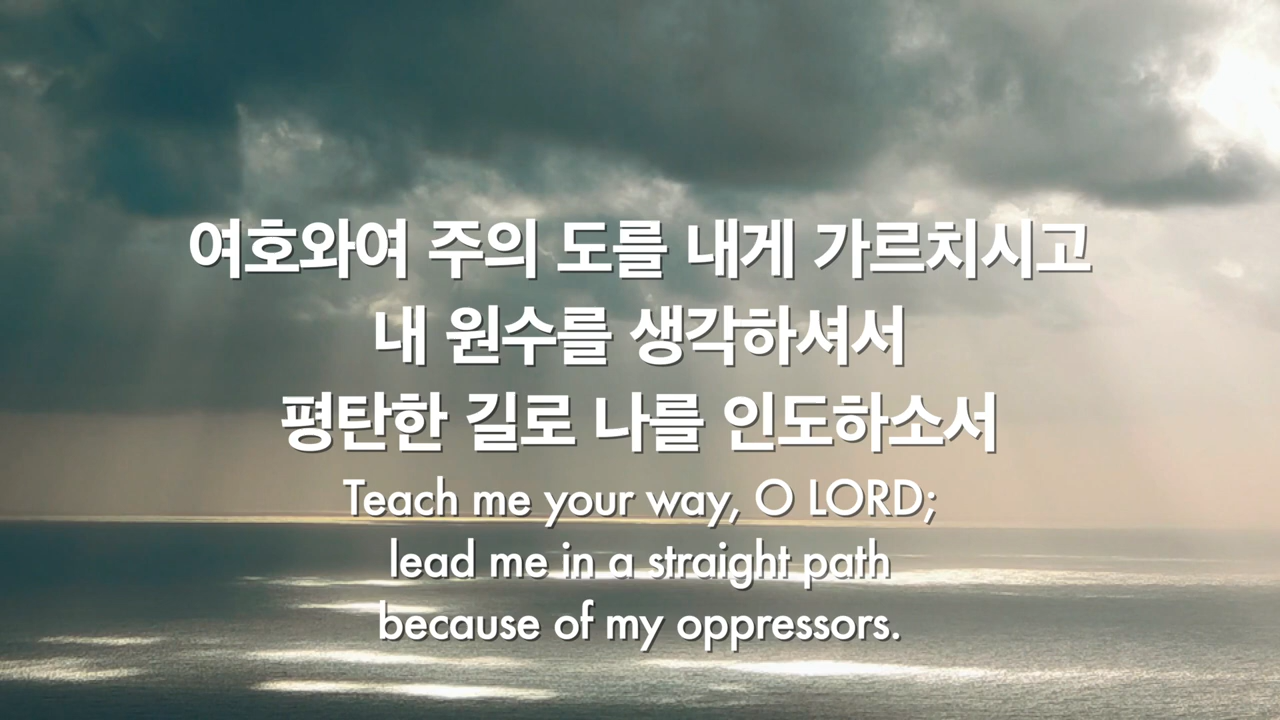 여호와여 주의 도를 내게 가르치시고
내 원수를 생각하셔서
평탄한 길로 나를 인도하소서
Teach me your way, O LORD;
lead me in a straight path
because of my oppressors.